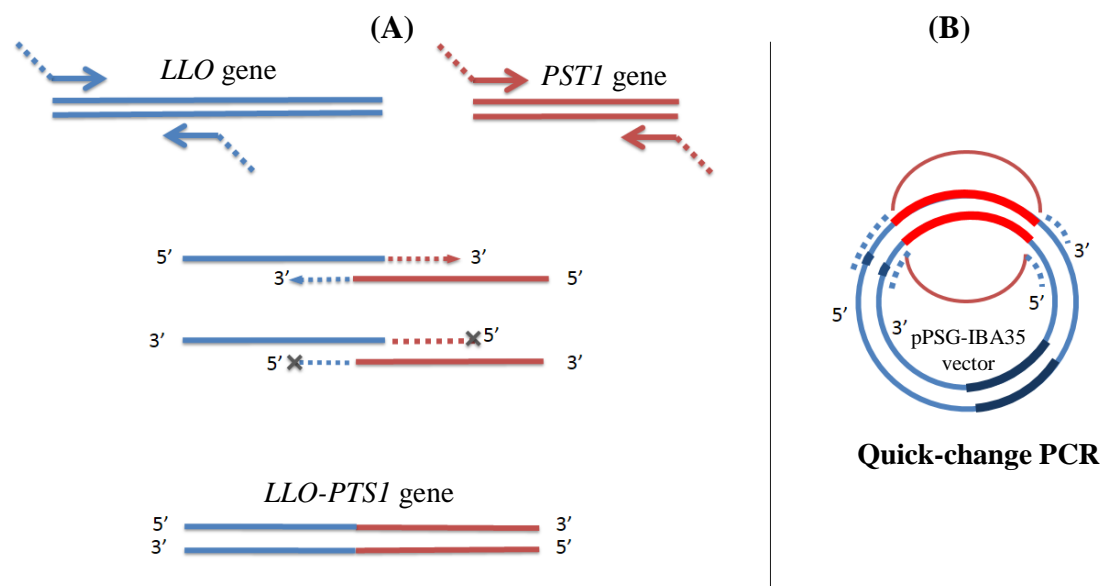 (A)
(B)
LLO gene
PST1 gene
5’ 3’
3’ 5’
3’ 5’
5’ 3’
LLO-PTS1 gene
5’ 3’
3’ 5’
3’
5’ 5’
3’
pPSG-IBA35
vector
Quick-change PCR